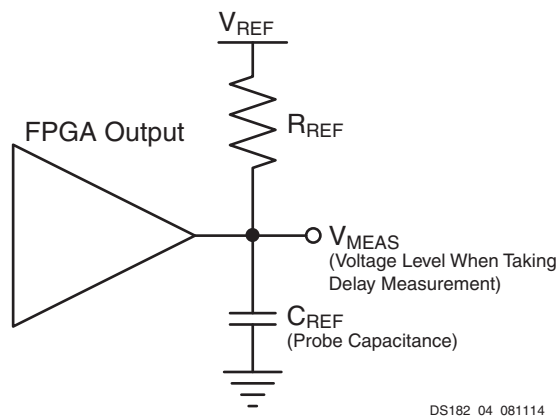 VREF
RREF
FPGA Output
VMEAS
(Voltage Level When Taking
Delay Measurement)
CREF
(Probe Capacitance)
DS182_04_081114